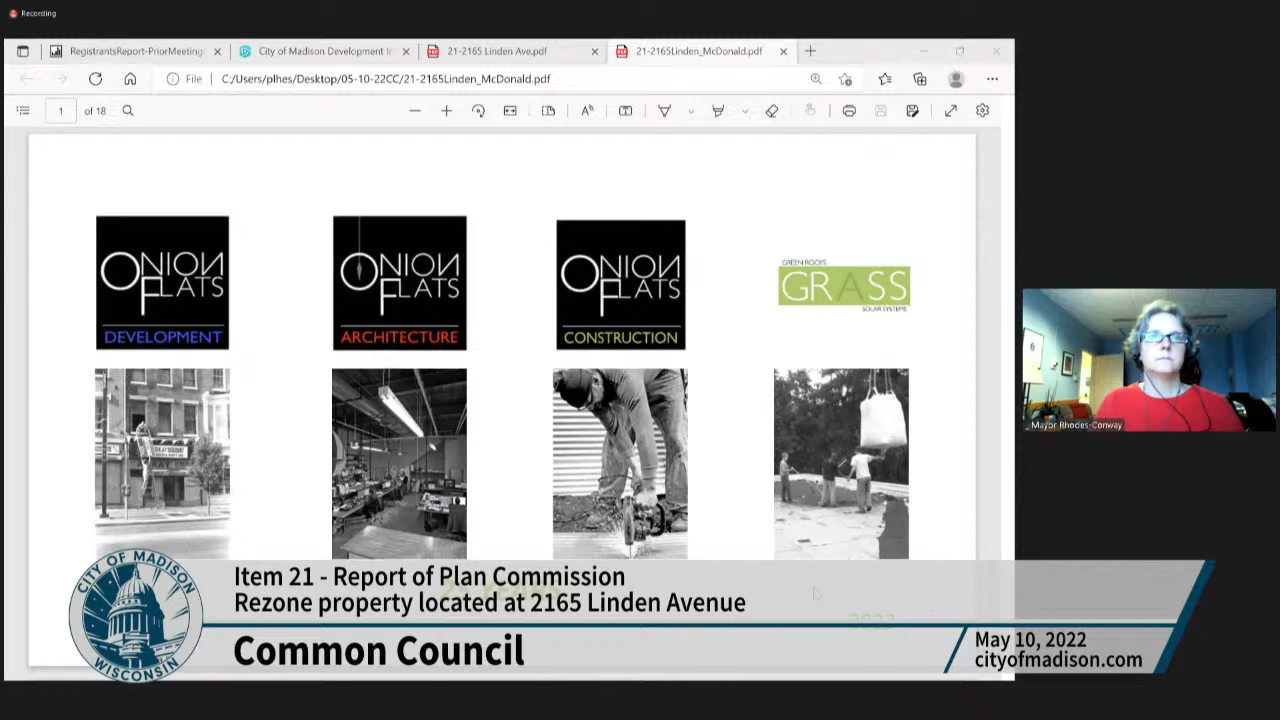 Recording
RegistrantsReport-PriorMeeting
City of Madison Development I
21-2165 Linden Ave.pdf
21-2165Linden_McDonald.pdf
File
C:/Users/plhes/Desktop/05-10-22CC/21-2165Linden_McDonald.pdf
1 of 18
ONION FLATS
DEVELOPMENT
ONION FLATS
ARCHITECTURE
ONION FLATS
CONSTRUCTION
GREEN ROOFS
GRASS
SOLAR SYSTEMS
Mayor Rhodes-Conway
Item 21 - Report of Plan Commission
Rezone property located at 2165 Linden Avenue
Common Council
May 10, 2022
cityofmadison.com
CITY OF MADISON
WISCONSIN